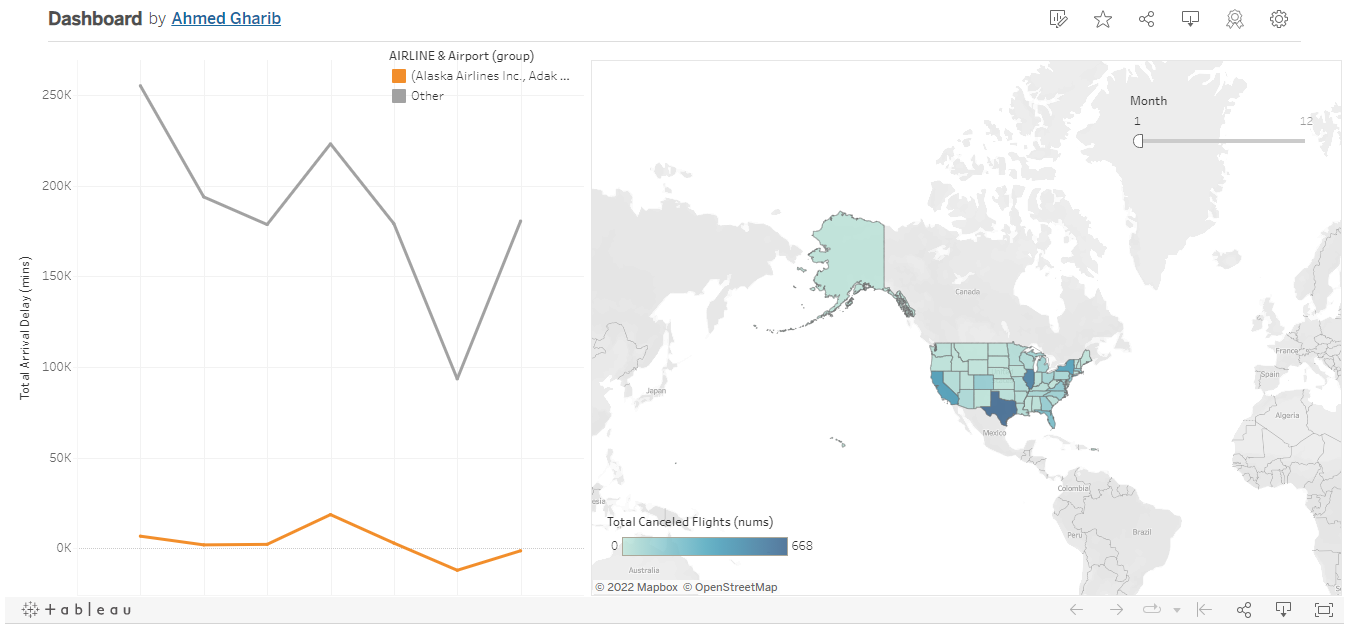 Dashboard by Ahmed Gharib
AIRLINE & Airport (group)
(Alaska Airlines Inc., Adak ...
Other
250K
200K
150K
100K
50K
0K
Total Arrival Delay (mins)
Month
1 12
Canada
France
Spain
Japan
Algeria
Mexico
Colombia
Peru
Brazil
esia
Australia
Total Canceled Flights (nums)
0 668
© 2022 Mapbox © OpenStreetMap
+ a b | e a u